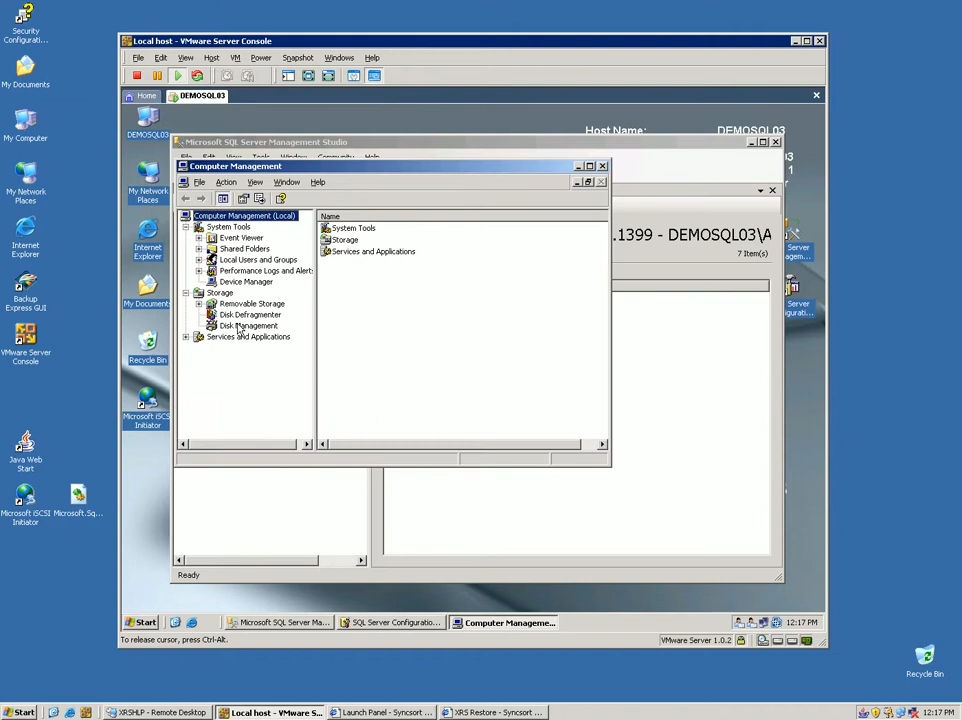 Security
Configurati...
My Documents
My Computer
My Network
Places
Internet
Explorer
Backup
Express GUI
VMware Server
Console
Java Web
Start
Microsoft iSCSI
Initiator
Microsoft.Sq...
Recycle Bin
Local host - VMware Server Console
File Edit View Host VM Power Snapshot Windows Help
Home DEMOSQL03
DEMOSQL03
My Network
Places
Internet
Explorer
My Documents
Recycle Bin
Microsoft iSCSI
Initiator
Host Name: DEMOSQL03
Microsoft SQL Server Management Studio
File Edit View Tools Window Community Help
.1399 - DEMOSQL03\A
7 Item(s)
Computer Management
File Action View Window Help
Computer Management (Local)
System Tools
Event Viewer
Shared Folders
Local Users and Groups
Performance Logs and Alert
Device Manager
Storage
Removable Storage
Disk Defragmenter
Disk Management
Services and Applications
Name
System Tools
Storage
Services and Applications
Ready
Start Microsoft SQL Server Ma... SQL Server Configuratio... Computer Manageme... 12:17 PM
To release cursor, press Ctrl-Alt. VMware Server 1.0.2
Start XRSHLP - Remote Desktop Local host - VMware S... Launch Panel - Syncsort ... XRS Restore - Syncsort ... 12:17 PM